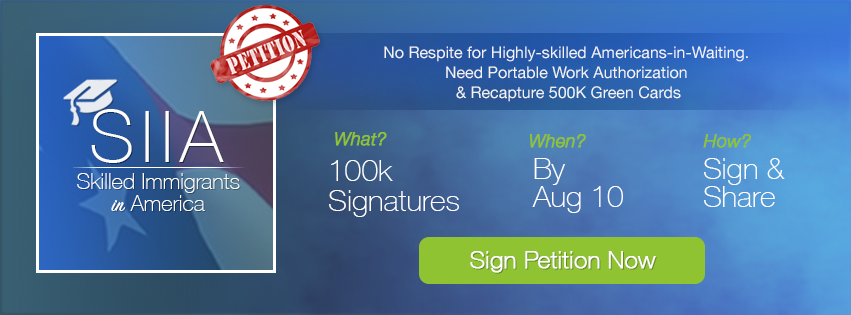 PETITION
SIIA
Skilled Immigrants
in America
No Respite for Highly-skilled Americans-in-Waiting.
Need Portable Work Authorization
& Recapture 500K Green Cards
What?
100k
Signatures
When?
By
Aug 10
How?
Sign &
Share
Sign Petition Now